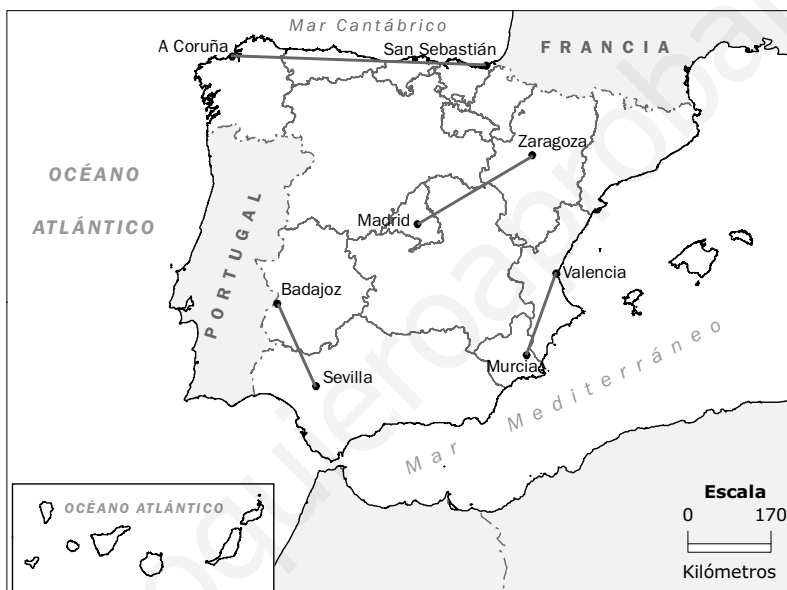 Mar Cantábrico
A Coruña
San Sebastián
FRANCIA
Zaragoza
OCÉANO
ATLÁNTICO
Madrid
PORTUGAL
Valencia
Badajoz
Murcia
Sevilla
Mar Mediterráneo
OCÉANO ATLÁNTICO
Escala
0 170
Kilómetros